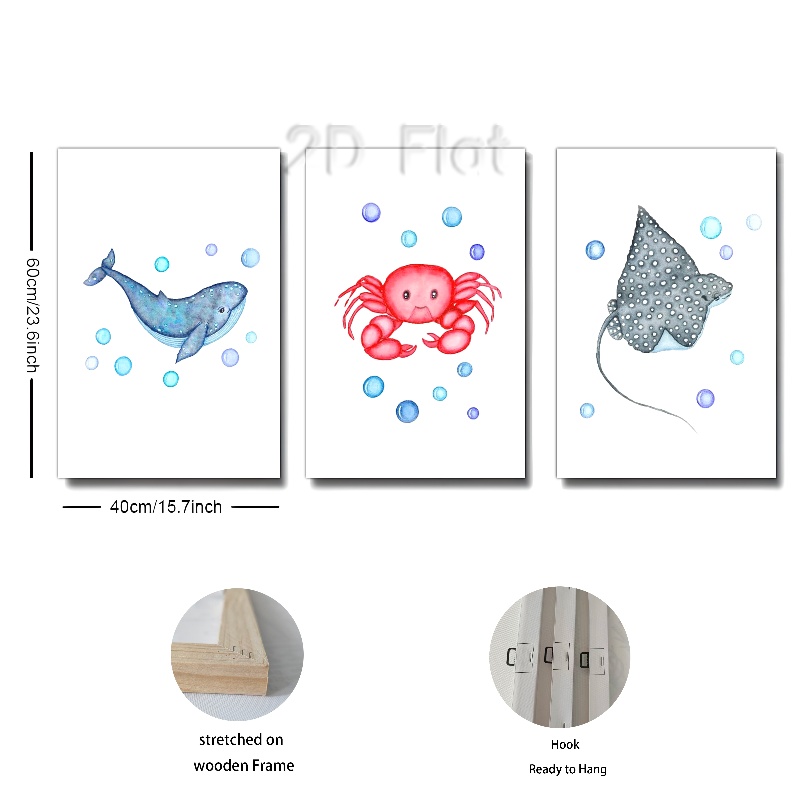 2D Flat
60cm/23.6inch
40cm/15.7inch
stretched on
wooden Frame
Hook
Ready to Hang